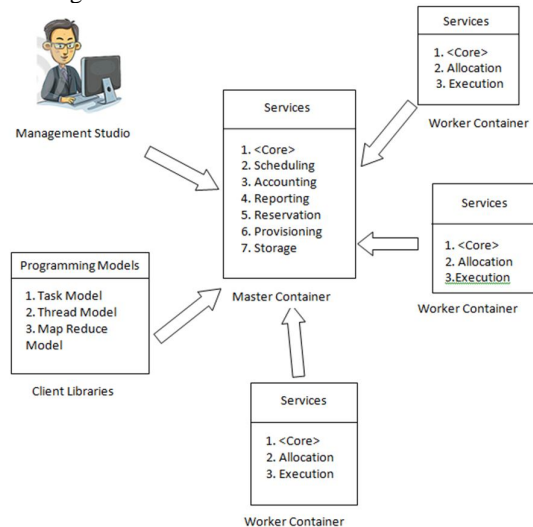 Management Studio
Services
1. <Core>
2. Scheduling
3. Accounting
4. Reporting
5. Reservation
6. Provisioning
7. Storage
Master Container
Services
1. <Core>
2. Allocation
3. Execution
Worker Container
Services
1. <Core>
2. Allocation
3.Execution
Worker Container
Programming Models
1. Task Model
2. Thread Model
3. Map Reduce
Model
Client Libraries
Services
1. <Core>
2. Allocation
3. Execution
Worker Container